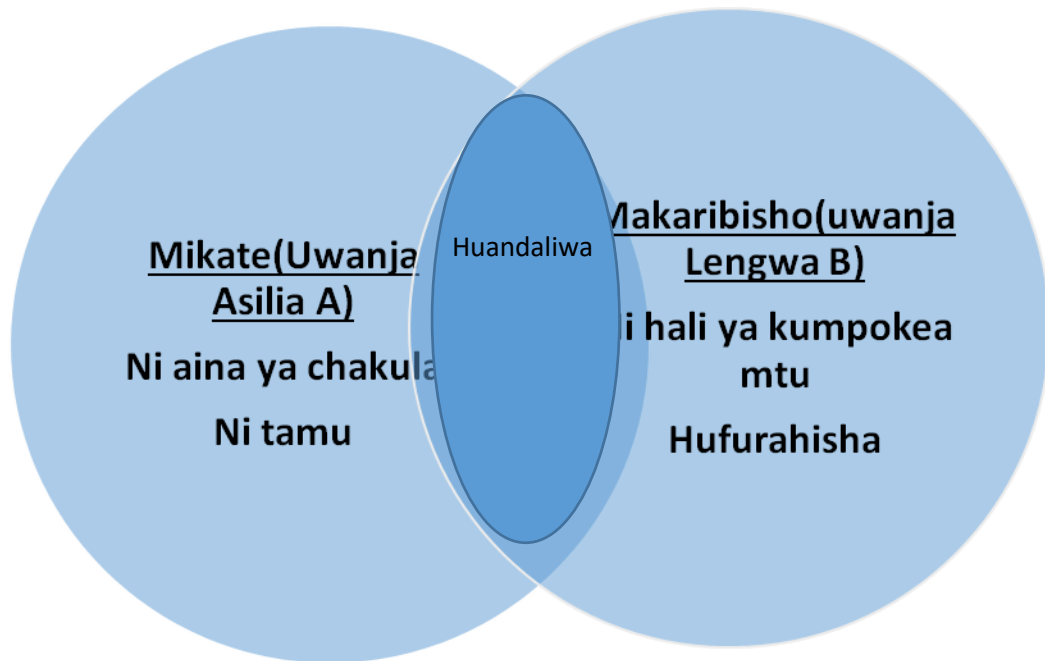 Mikate(Uwanja
Asilia A)
Ni aina ya chakula
Ni tamu
Huandaliwa
Makaribisho(uwanja
Lengwa B)
hali ya kumpokea
mtu
Hufurahisha